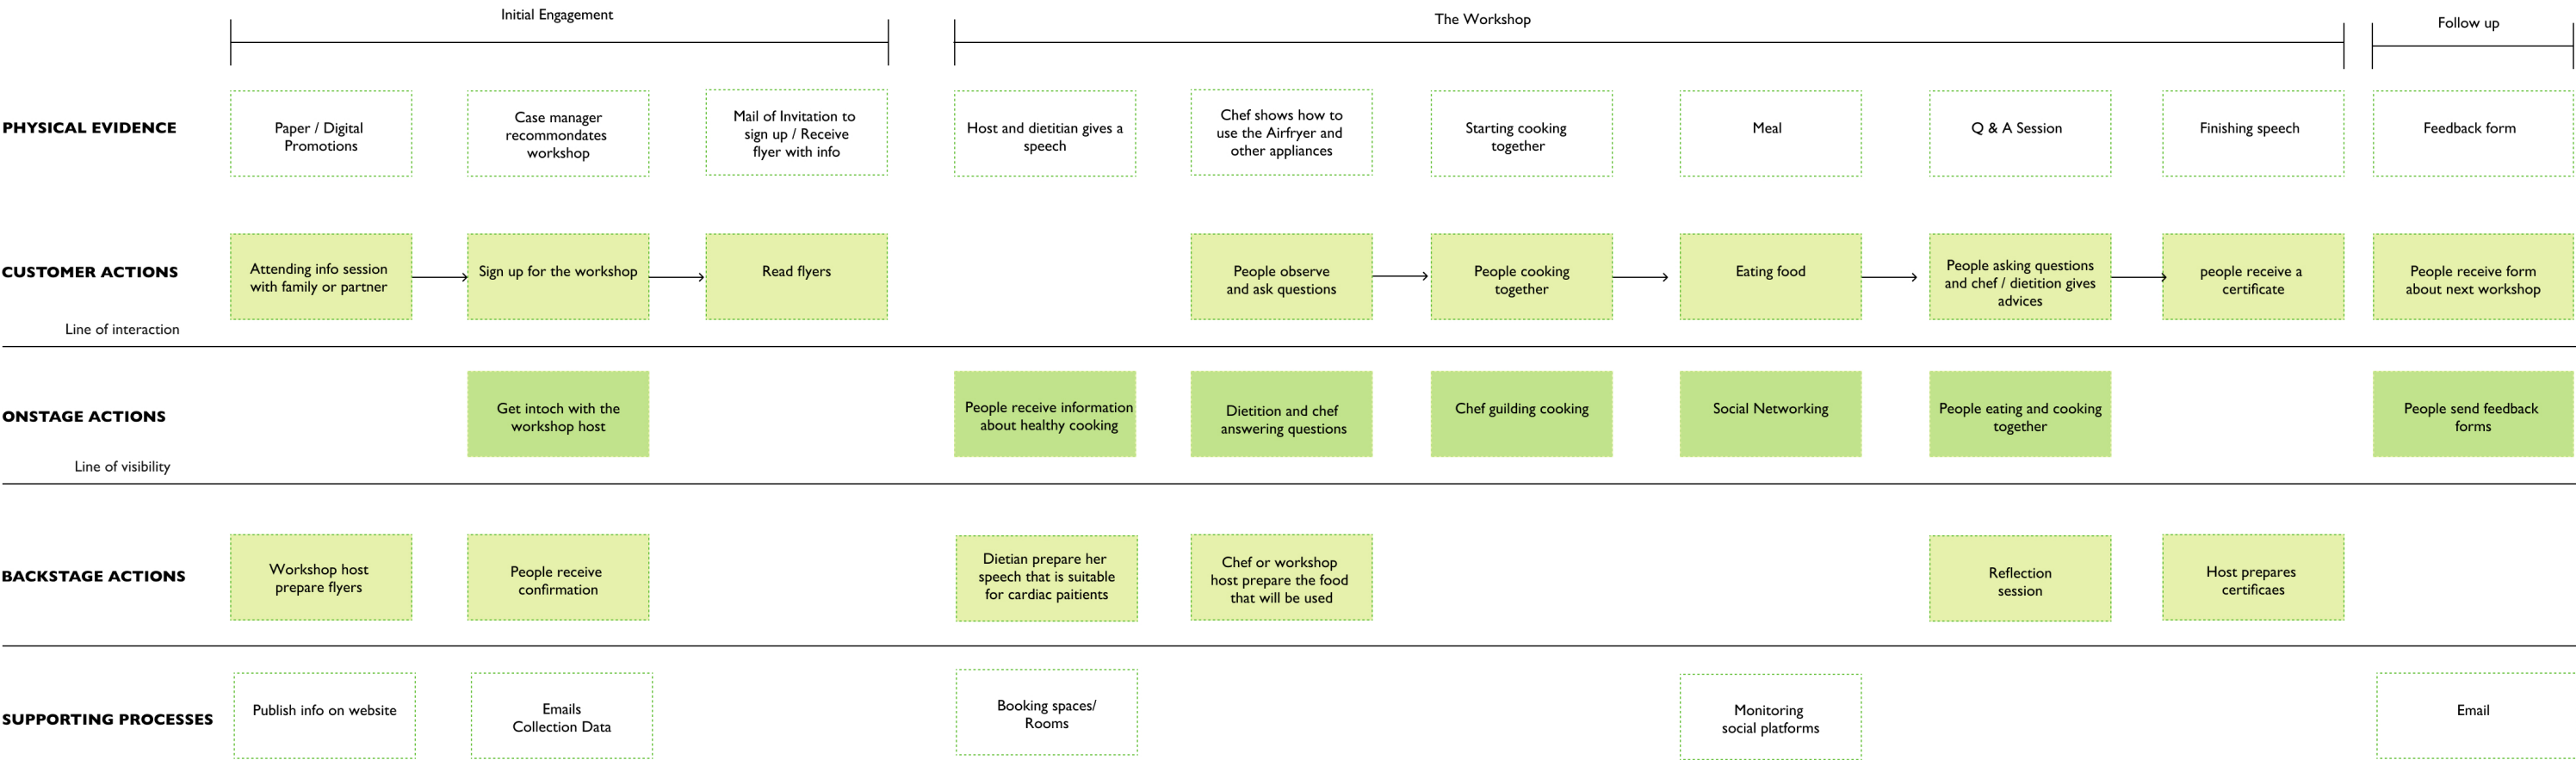 Initial Engagement
The Workshop
Follow up
PHYSICAL EVIDENCE
Paper / Digital
Promotions
Case manager
recommondates
workshop
Mail of Invitation to
sign up / Receive
flyer with info
Host and dietitian gives a
speech
Chef shows how to
use the Airfryer and
other appliances
Starting cooking
together
Meal
Q & A Session
Finishing speech
Feedback form
CUSTOMER ACTIONS
Attending info session
with family or partner
Sign up for the workshop
Read flyers
People observe
and ask questions
People cooking
together
Eating food
People asking questions
and chef / dietition gives
advices
people receive a
certificate
People receive form
about next workshop
Line of interaction
ONSTAGE ACTIONS
Get intoch with the
workshop host
People receive information
about healthy cooking
Dietition and chef
answering questions
Chef guilding cooking
Social Networking
People eating and cooking
together
People send feedback
forms
Line of visibility
BACKSTAGE ACTIONS
Workshop host
prepare flyers
People receive
confirmation
Dietian prepare her
speech that is suitable
for cardiac paitients
Chef or workshop
host prepare the food
that will be used
Reflection
session
Host prepares
certificaes
SUPPORTING PROCESSES
Publish info on website
Emails
Collection Data
Booking spaces/
Rooms
Monitoring
social platforms
Email